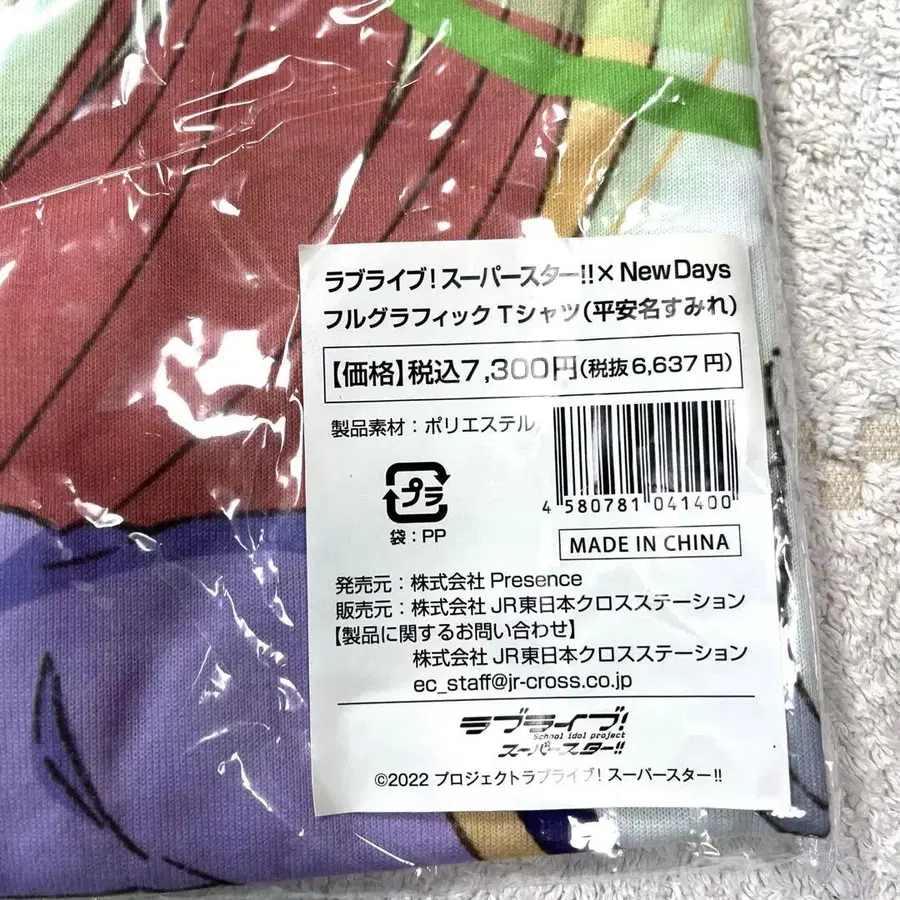 ラブライブ！スーパースター!!× NewDays
フルグラフィック Tシャツ(平安名すみれ)
【価格】税込7,300円(税抜6,637円)
製品素材：ポリエステル
4 580781 041400
プラ
袋：PP
MADE IN CHINA
発売元：株式会社 Presence
販売元：株式会社 JR東日本クロスステーション
【製品に関するお問い合わせ】
株式会社 JR東日本クロスステーション
ec_staff@jr-cross.co.jp
ラブライブ!
School idol project
スーパースター!!
©2022 プロジェクトラブライブ！スーパースター!!